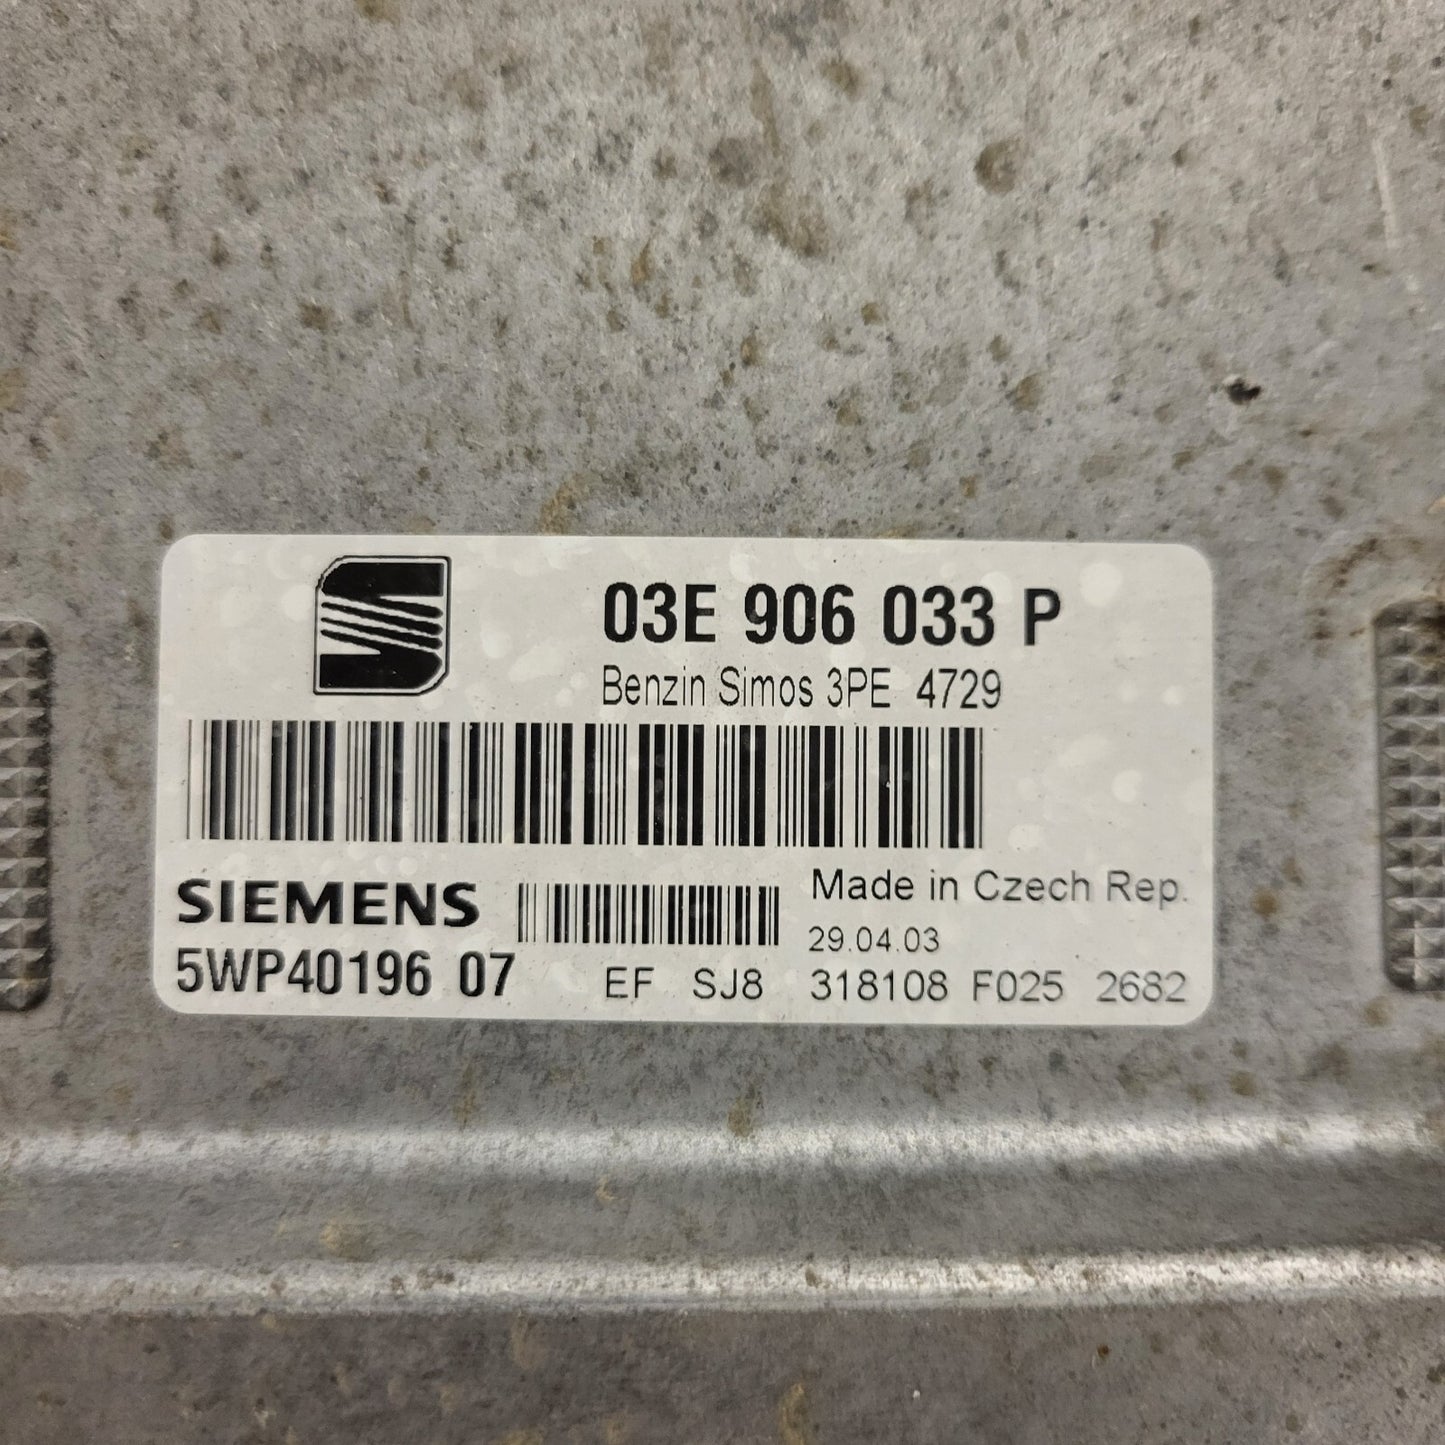 03E 906 033 P
Benzin Simos 3PE 4729
SIEMENS
Made in Czech Rep.
29.04.03
5WP40196 07
EF SJ8 318108 F025 2682